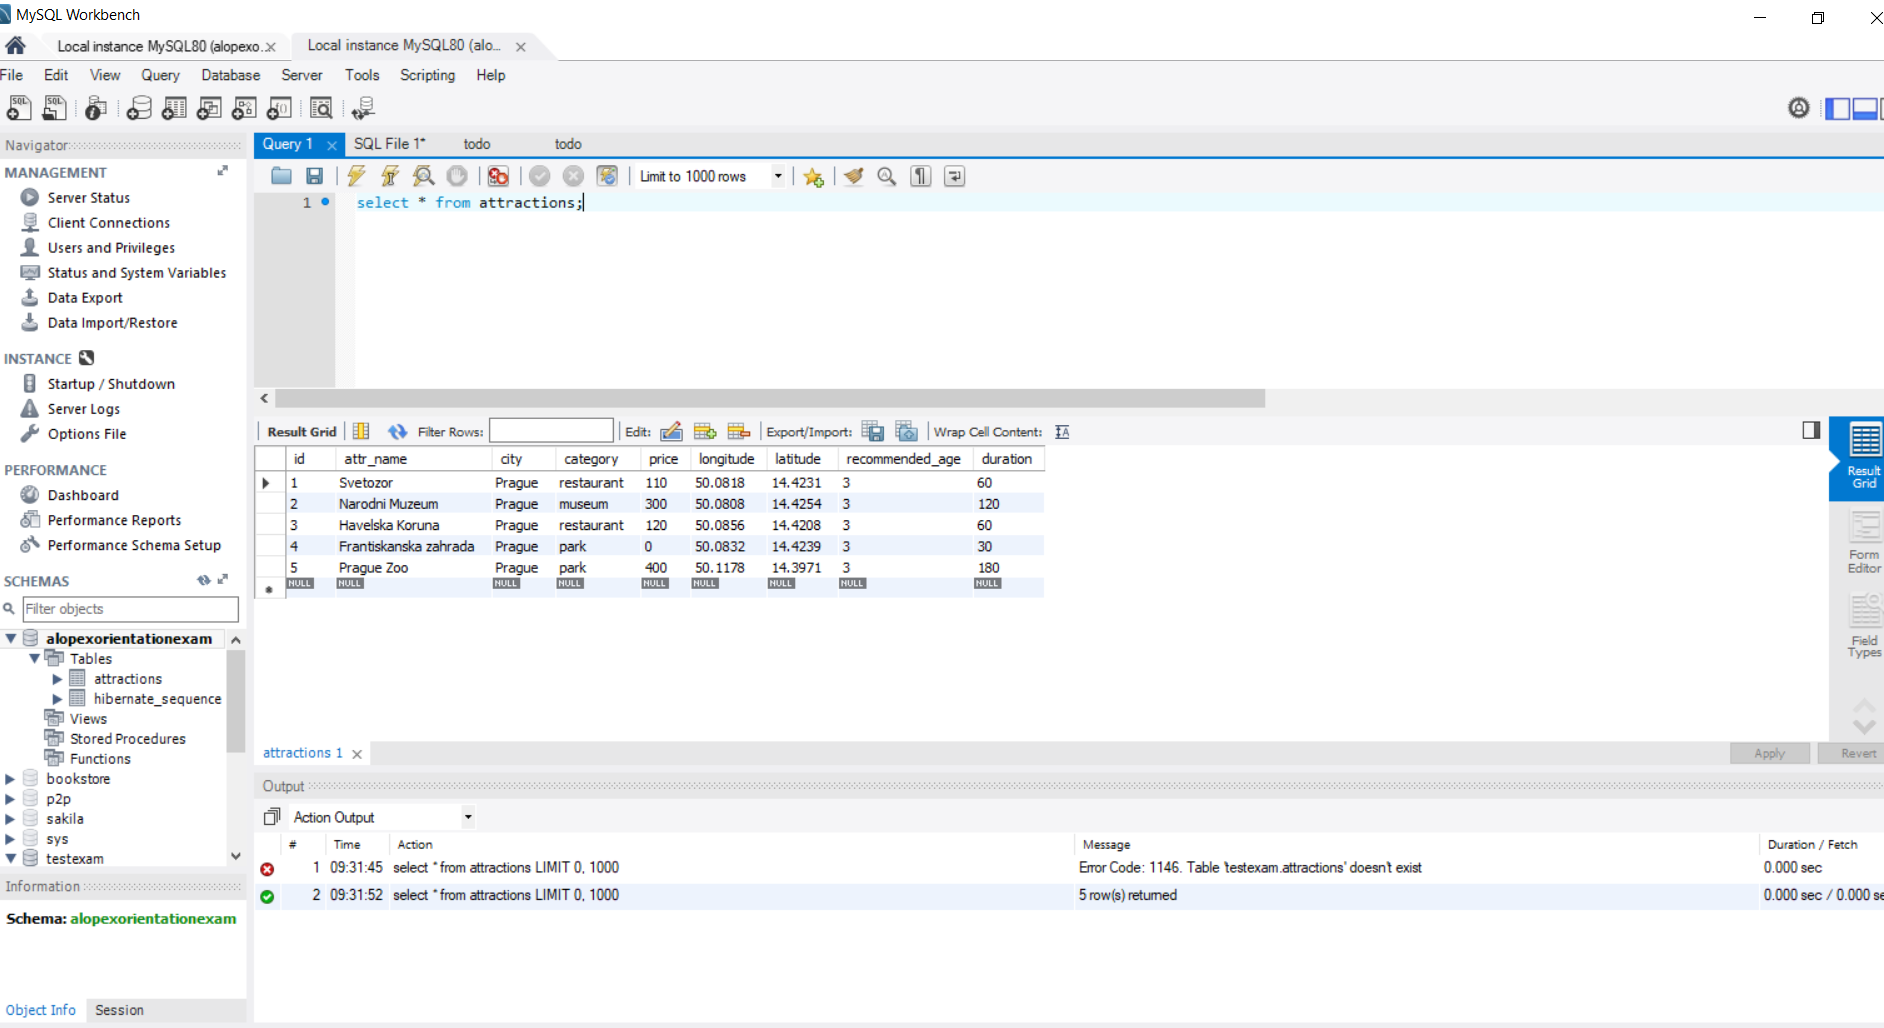 MySQL Workbench
Local instance MySQL80 (alopexo... Local instance MySQL80 (alo...
File Edit View Query Database Server Tools Scripting Help
Navigator
Query 1 SQL File 1* todo todo
MANAGEMENT
Server Status
Client Connections
Users and Privileges
Status and System Variables
Data Export
Data Import/Restore
INSTANCE
Startup / Shutdown
Server Logs
Options File
PERFORMANCE
Dashboard
Performance Reports
Performance Schema Setup
SCHEMAS
Filter objects
alopexorientationexam
Tables
attractions
hibernate_sequence
Views
Stored Procedures
Functions
bookstore
p2p
sakila
sys
testexam
Information
Schema: alopexorientationexam
Object Info Session
Limit to 1000 rows
1 select * from attractions;
Result Grid Filter Rows: Edit: Export/Import: Wrap Cell Content:
id attr_name city category price longitude latitude recommended_age duration
1 Svetozor Prague restaurant 110 50.0818 14.4231 3 60
2 Narodni Muzeum Prague museum 300 50.0808 14.4254 3 120
3 Havelska Koruna Prague restaurant 120 50.0856 14.4208 3 60
4 Frantiskanska zahrada Prague park 0 50.0832 14.4239 3 30
5 Prague Zoo Prague park 400 50.1178 14.3971 3 180
NULL NULL NULL NULL NULL NULL NULL NULL NULL
Result
Grid
Form
Editor
Field
Types
attractions 1
Apply Revert
Output
Action Output
# Time Action Message Duration / Fetch
1 09:31:45 select * from attractions LIMIT 0, 1000 Error Code: 1146. Table 'testexam.attractions' doesn't exist 0.000 sec
2 09:31:52 select * from attractions LIMIT 0, 1000 5 row(s) returned 0.000 sec / 0.000 se